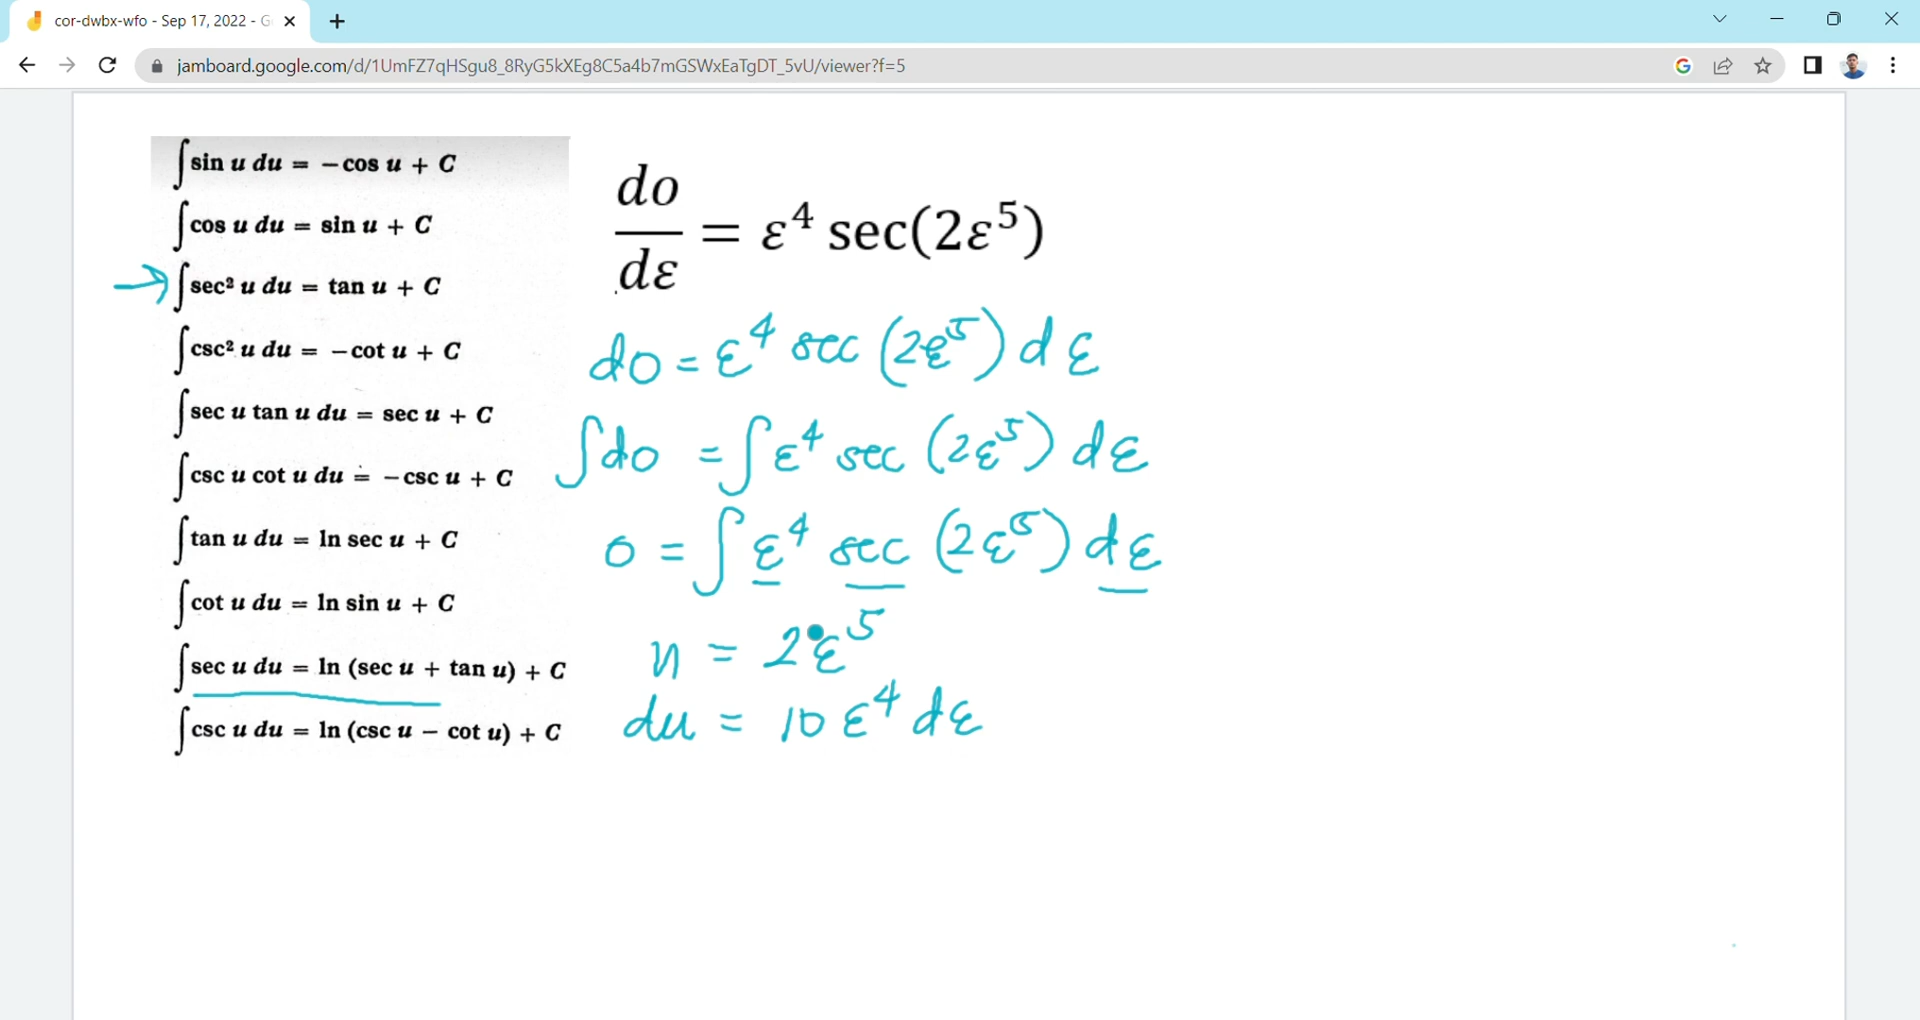 cor-dwbx-wfo - Sep 17, 2022 - G
jamboard.google.com/d/1UmFZ7qHSgu8_8RyG5kXEg8C5a4b7mGSWxEaTgDT_5vU/viewer?f=5
∫ sin u du = − cos u + C
∫ cos u du = sin u + C
→ ∫ sec² u du = tan u + C
∫ csc² u du = − cot u + C
∫ sec u tan u du = sec u + C
∫ csc u cot u du = − csc u + C
∫ tan u du = ln sec u + C
∫ cot u du = ln sin u + C
∫ sec u du = ln (sec u + tan u) + C
∫ csc u du = ln (csc u − cot u) + C
do/dε = ε⁴ sec(2ε⁵)
do = ε⁴ sec (2ε⁵) dε
∫do = ∫ε⁴ sec (2ε⁵) dε
o = ∫ε⁴ sec (2ε⁵) dε
u = 2ε⁵
du = 10ε⁴ dε